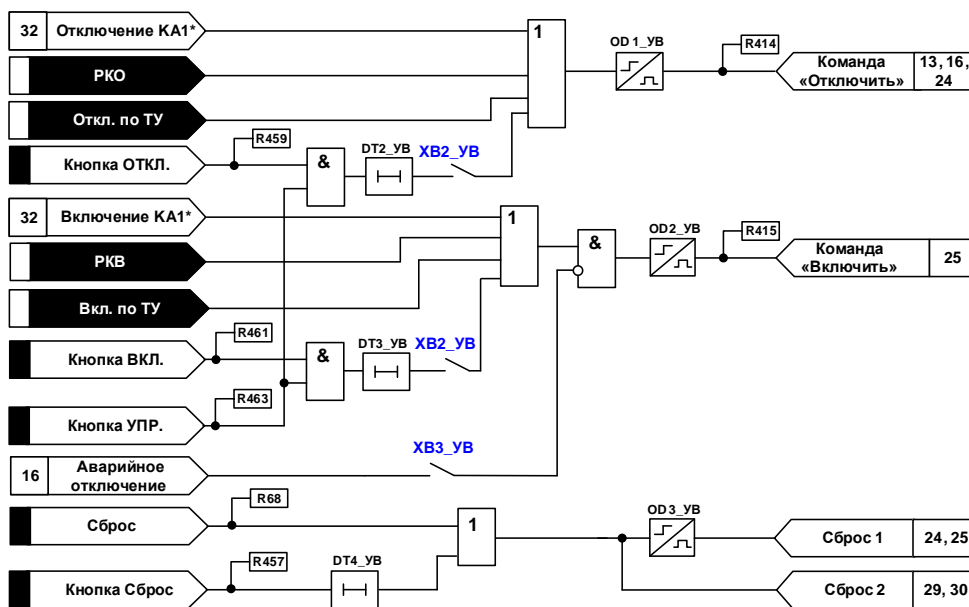 32 Отключение КА1*
1
OD1_УВ
R414
Команда «Отключить»
13, 16, 24
РКО
Откл. по ТУ
R459
Кнопка ОТКЛ.
&
DT2_УВ
XB2_УВ
32 Включение КА1*
1
&
OD2_УВ
R415
Команда «Включить»
25
РКВ
Вкл. по ТУ
R461
Кнопка ВКЛ.
&
DT3_УВ
XB2_УВ
R463
Кнопка УПР.
XB3_УВ
16 Аварийное отключение
R68
Сброс
1
OD3_УВ
Сброс 1
24, 25
R457
DT4_УВ
Кнопка Сброс
Сброс 2
29, 30